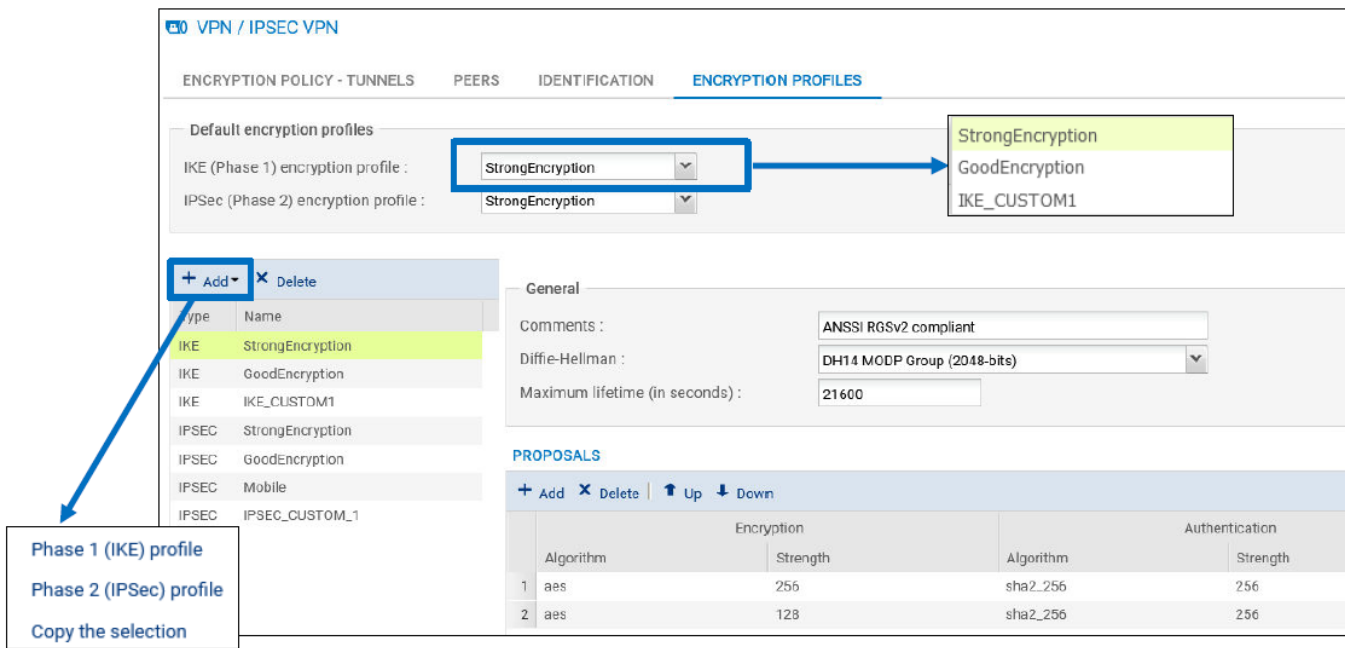 VPN / IPSEC VPN
ENCRYPTION POLICY - TUNNELS PEERS IDENTIFICATION ENCRYPTION PROFILES
Default encryption profiles
IKE (Phase 1) encryption profile : StrongEncryption
IPSec (Phase 2) encryption profile : StrongEncryption
StrongEncryption
GoodEncryption
IKE_CUSTOM1
+ Add Delete
Type Name
IKE StrongEncryption
IKE GoodEncryption
IKE IKE_CUSTOM1
IPSEC StrongEncryption
IPSEC GoodEncryption
IPSEC Mobile
IPSEC IPSEC_CUSTOM_1
Phase 1 (IKE) profile
Phase 2 (IPSec) profile
Copy the selection
General
Comments : ANSSI RGSv2 compliant
Diffie-Hellman : DH14 MODP Group (2048-bits)
Maximum lifetime (in seconds) : 21600
PROPOSALS
+ Add Delete Up Down
Encryption Authentication
Algorithm Strength Algorithm Strength
1 aes 256 sha2_256 256
2 aes 128 sha2_256 256